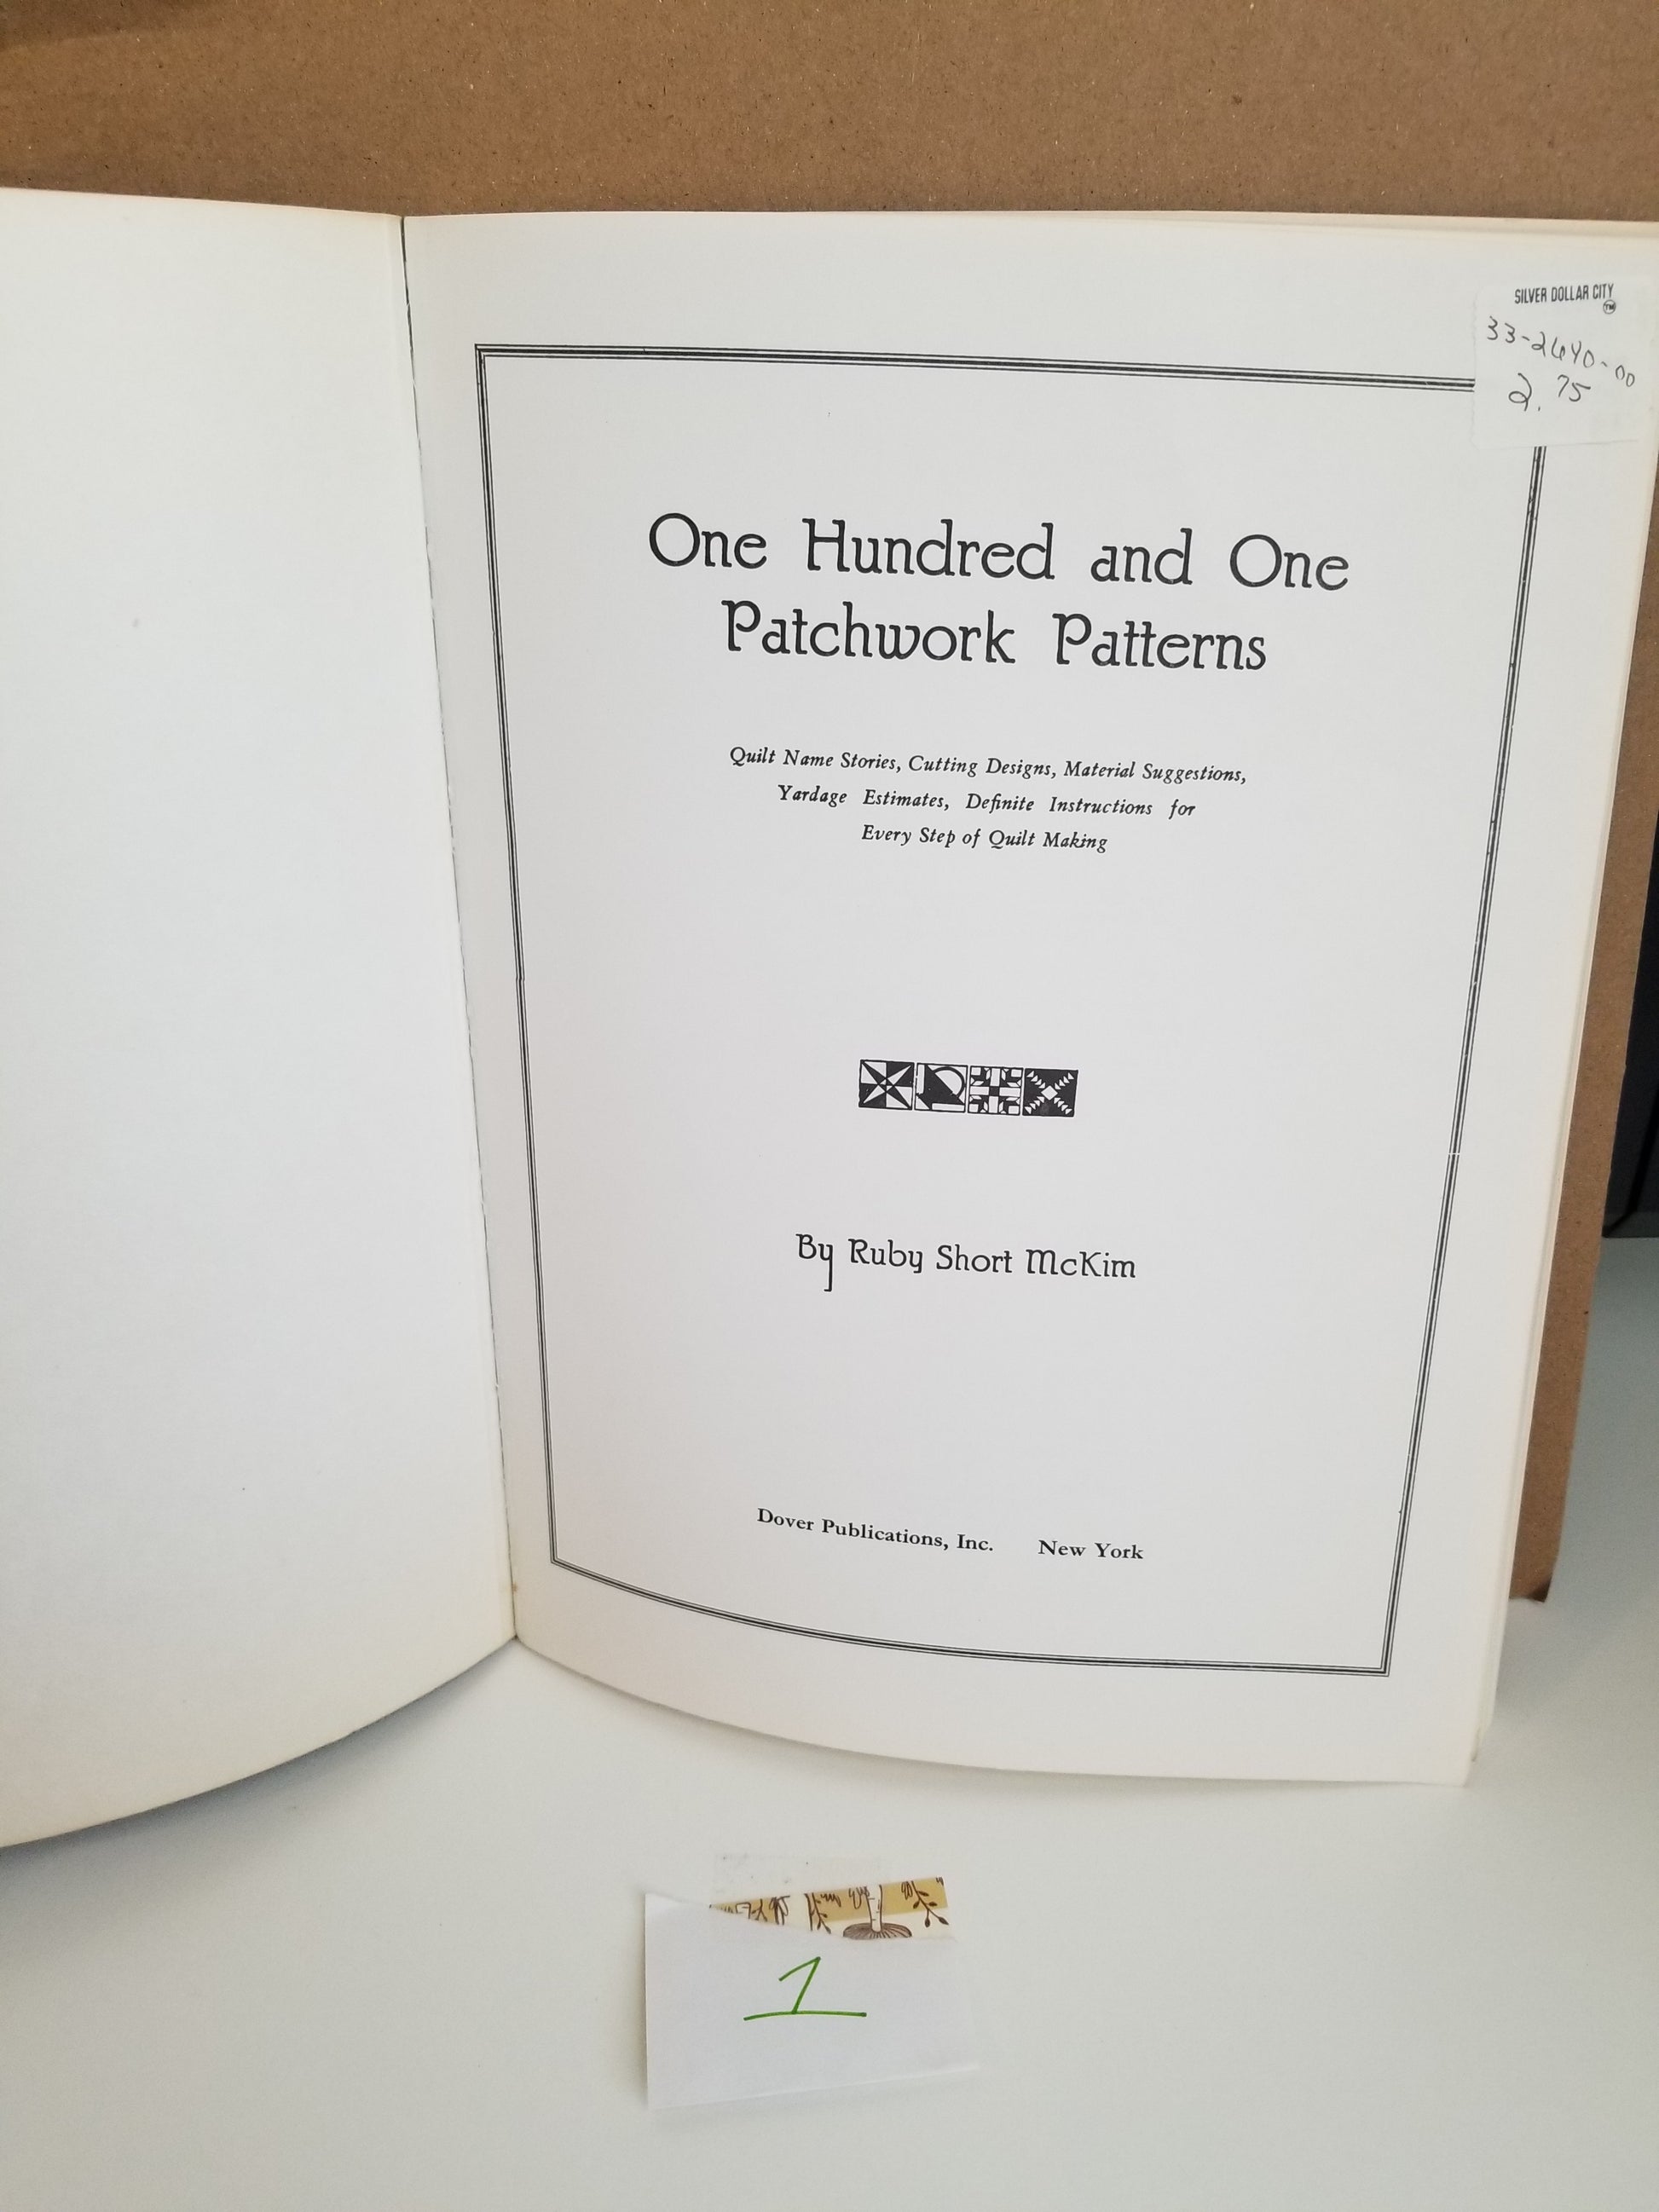 SILVER DOLLAR CITY
TM
33-2640-00
2.75
One Hundred and One
Patchwork Patterns
Quilt Name Stories, Cutting Designs, Material Suggestions,
Yardage Estimates, Definite Instructions for
Every Step of Quilt Making
By Ruby Short McKim
Dover Publications, Inc. New York
1